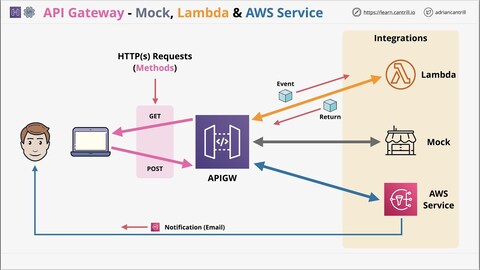 API Gateway - Mock, Lambda & AWS Service
https://learn.cantrill.io
adriancantrill
HTTP(s) Requests
(Methods)
Integrations
Event
Return
Lambda
GET
POST
APIGW
Mock
AWS
Service
Notification (Email)